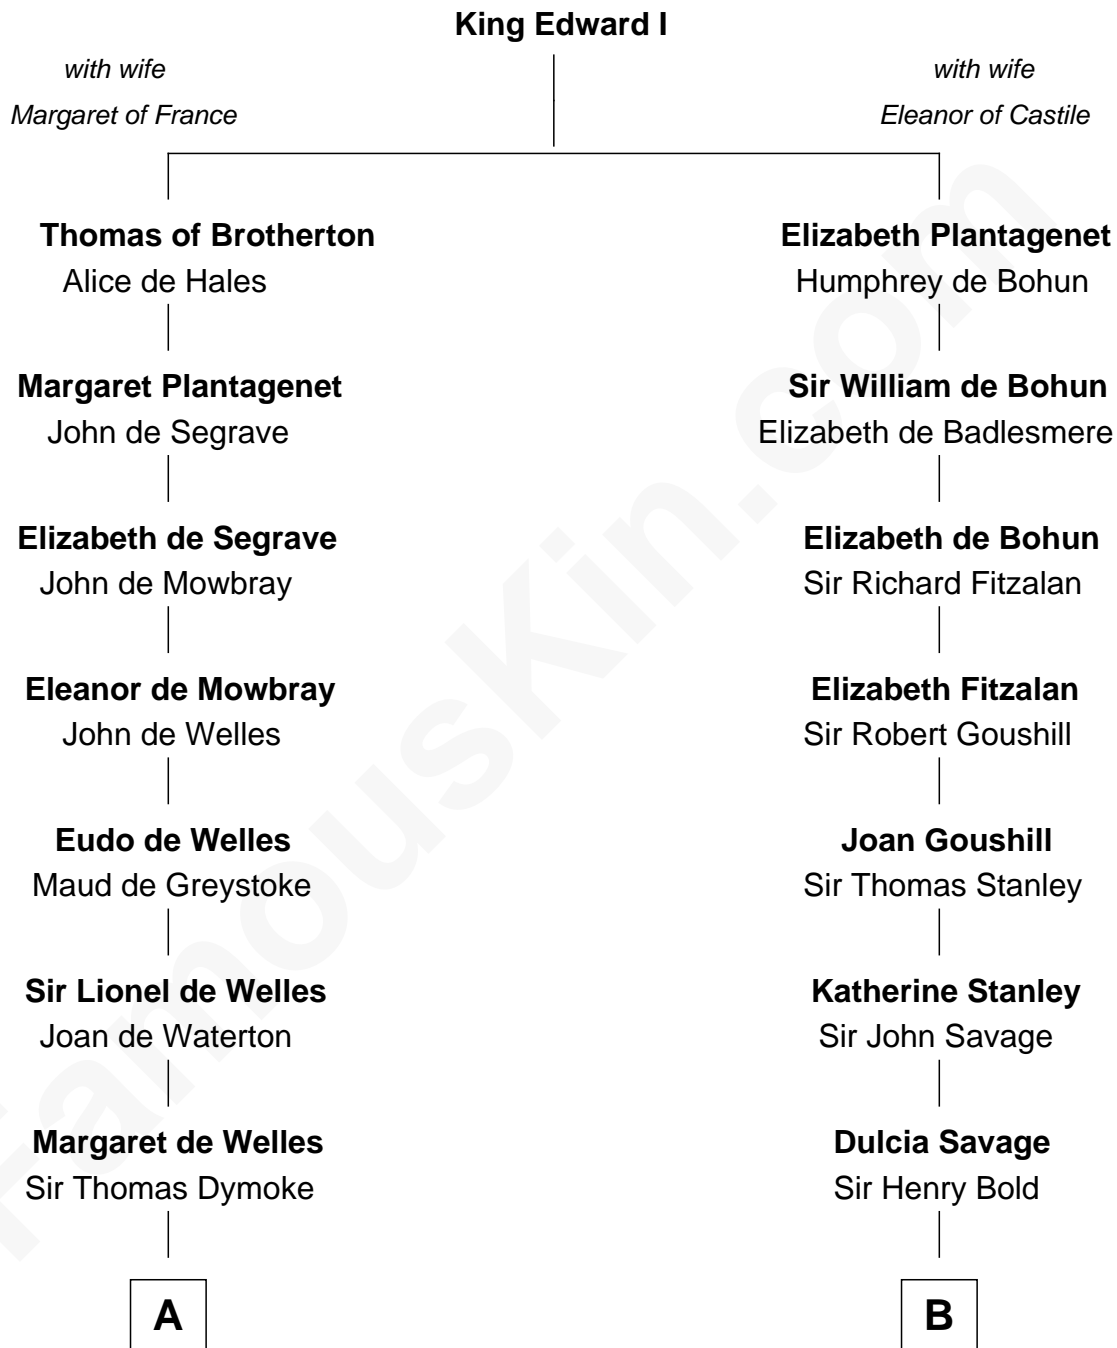 King Edward I
with wife
Margaret of France
with wife
Eleanor of Castile
Thomas of Brotherton
Alice de Hales
Elizabeth Plantagenet
Humphrey de Bohun
Margaret Plantagenet
John de Segrave
Sir William de Bohun
Elizabeth de Badlesmere
Elizabeth de Segrave
John de Mowbray
Elizabeth de Bohun
Sir Richard Fitzalan
Eleanor de Mowbray
John de Welles
Elizabeth Fitzalan
Sir Robert Goushill
Eudo de Welles
Maud de Greystoke
Joan Goushill
Sir Thomas Stanley
Sir Lionel de Welles
Joan de Waterton
Katherine Stanley
Sir John Savage
Margaret de Welles
Sir Thomas Dymoke
Dulcia Savage
Sir Henry Bold
A
B
FamousKin.com